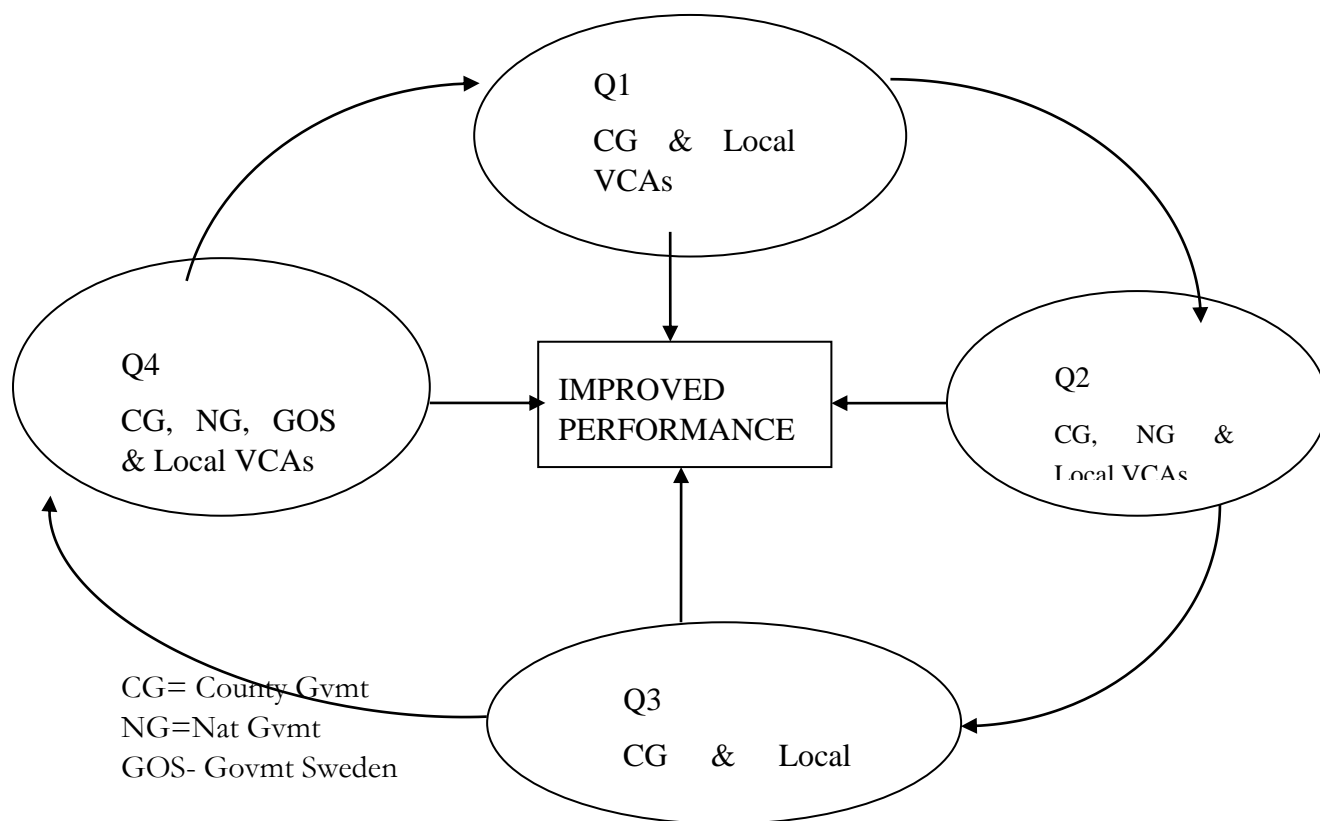 Q1
CG & Local
VCAs
Q4
CG, NG, GOS
& Local VCAs
IMPROVED
PERFORMANCE
Q2
CG, NG &
Local VCAs
Q3
CG & Local
CG= County Gvmt
NG=Nat Gvmt
GOS- Govmt Sweden